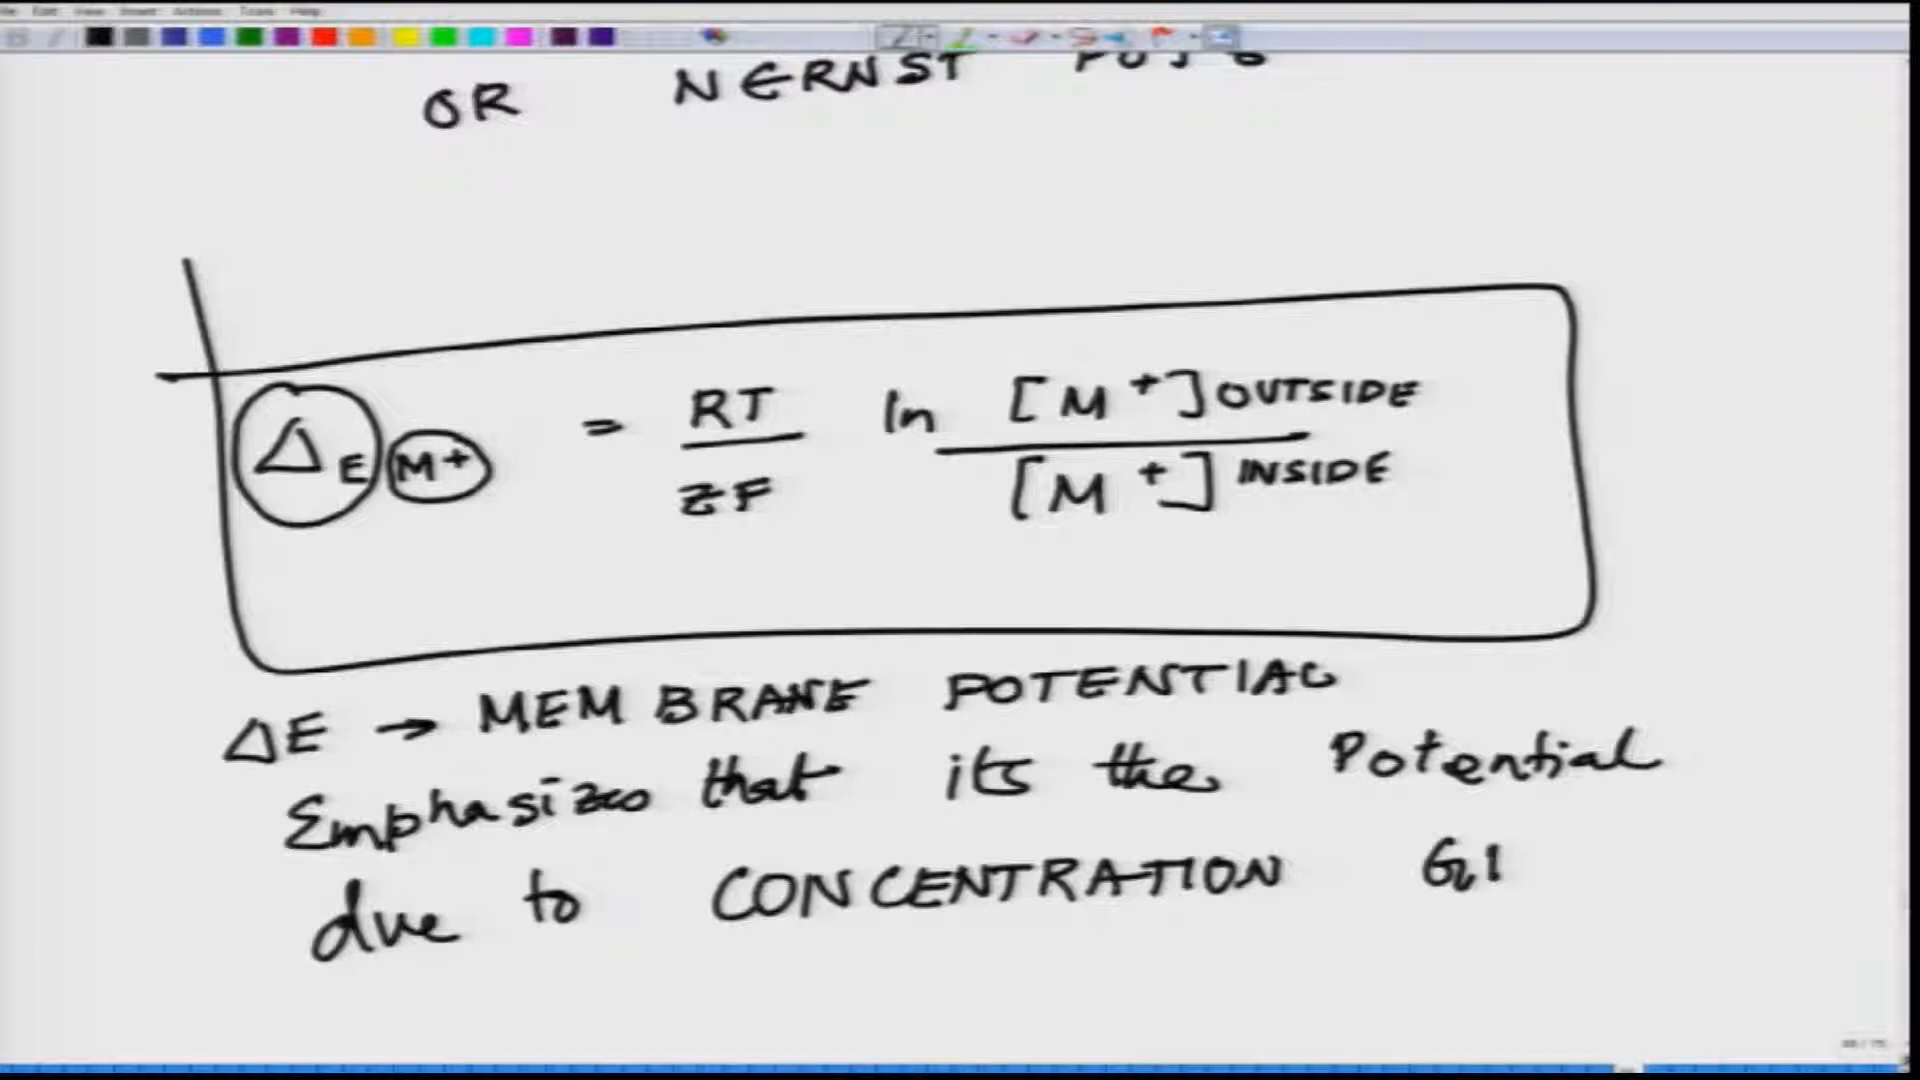 OR NERNST
ΔE M+ = RT/ZF ln [M+]OUTSIDE / [M+]INSIDE
ΔE → MEMBRANE POTENTIAL
Emphasizes that its the Potential
due to CONCENTRATION GI